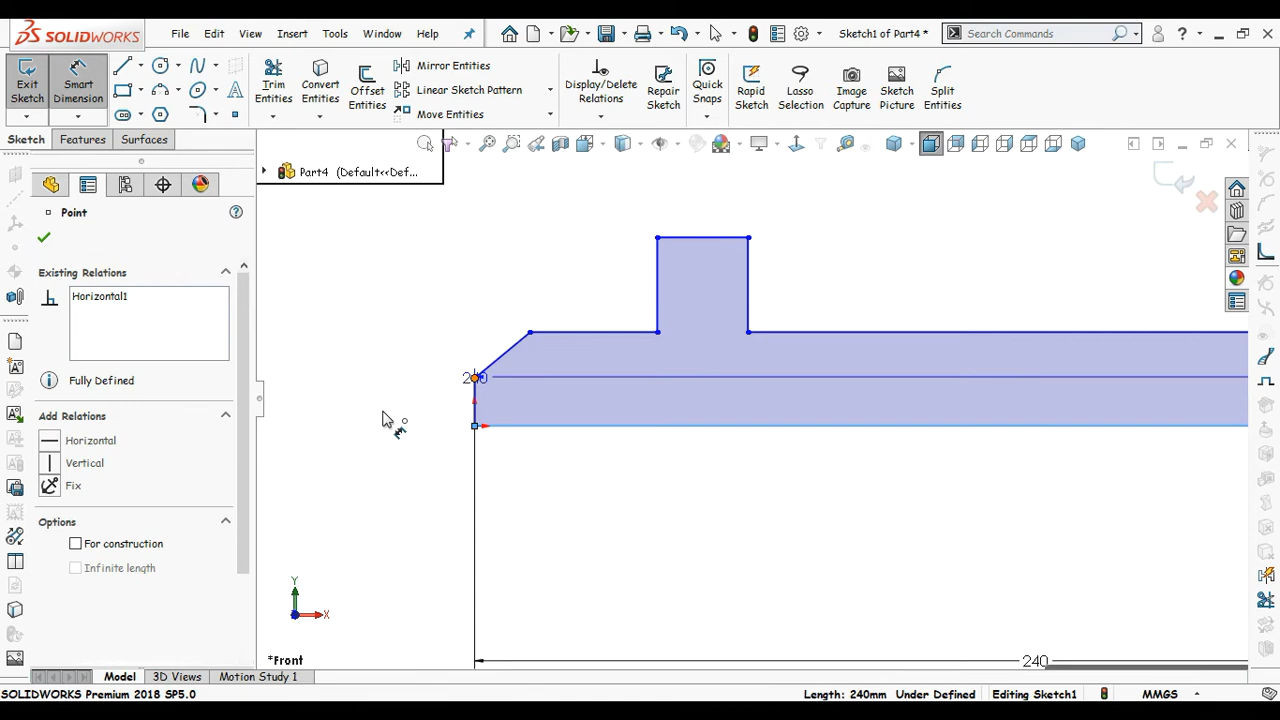 DS SOLIDWORKS File Edit View Insert Tools Window Help Sketch1 of Part4 * Search Commands ?
Exit Sketch Smart Dimension Trim Entities Convert Entities Offset Entities Mirror Entities Linear Sketch Pattern Move Entities Display/Delete Relations Repair Sketch Quick Snaps Rapid Sketch Lasso Selection Image Capture Sketch Picture Split Entities
Sketch Features Surfaces
Part4 (Default<<Def...
Point
Existing Relations
Horizontal1
Fully Defined
Add Relations
Horizontal
Vertical
Fix
Options
For construction
Infinite length
Y
X
*Front
240
Model 3D Views Motion Study 1
SOLIDWORKS Premium 2018 SP5.0 Length: 240mm Under Defined Editing Sketch1 MMGS